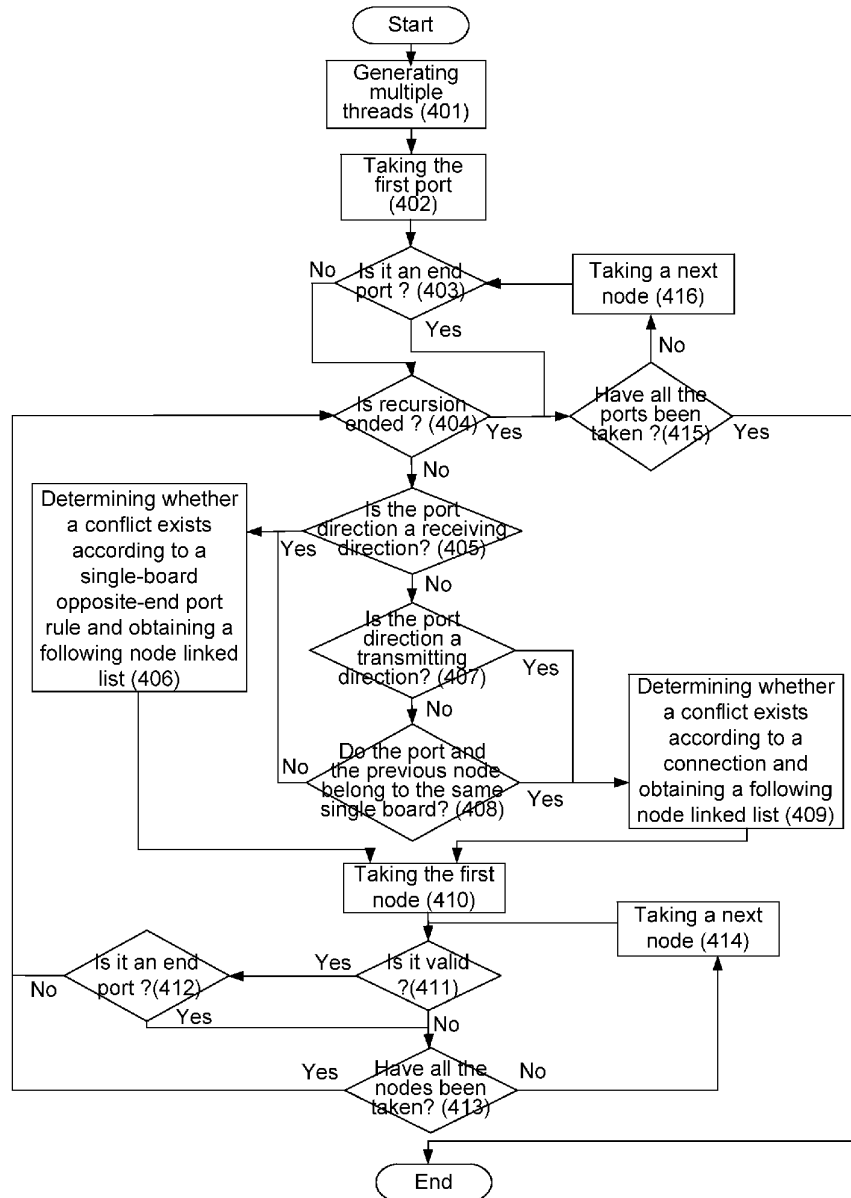 Start
Generating
multiple
threads (401)
Taking the
first port
(402)
No
Is it an end
port ? (403)
Yes
Taking a next
node (416)
No
Is recursion
ended ? (404)
Yes
Have all the
ports been
taken ?(415)
Yes
No
Determining whether
a conflict exists
according to a
single-board
opposite-end port
rule and obtaining a
following node linked
list (406)
Is the port
direction a receiving
direction? (405)
Yes
No
Is the port
direction a
transmitting
direction? (407)
Yes
No
Do the port and
the previous node
belong to the same
single board? (408)
No
Yes
Determining whether
a conflict exists
according to a
connection and
obtaining a following
node linked list (409)
Taking the first
node (410)
Taking a next
node (414)
Is it an end
port ?(412)
Yes
Is it valid
?(411)
No
Yes
No
Yes
Have all the
nodes been
taken? (413)
No
End